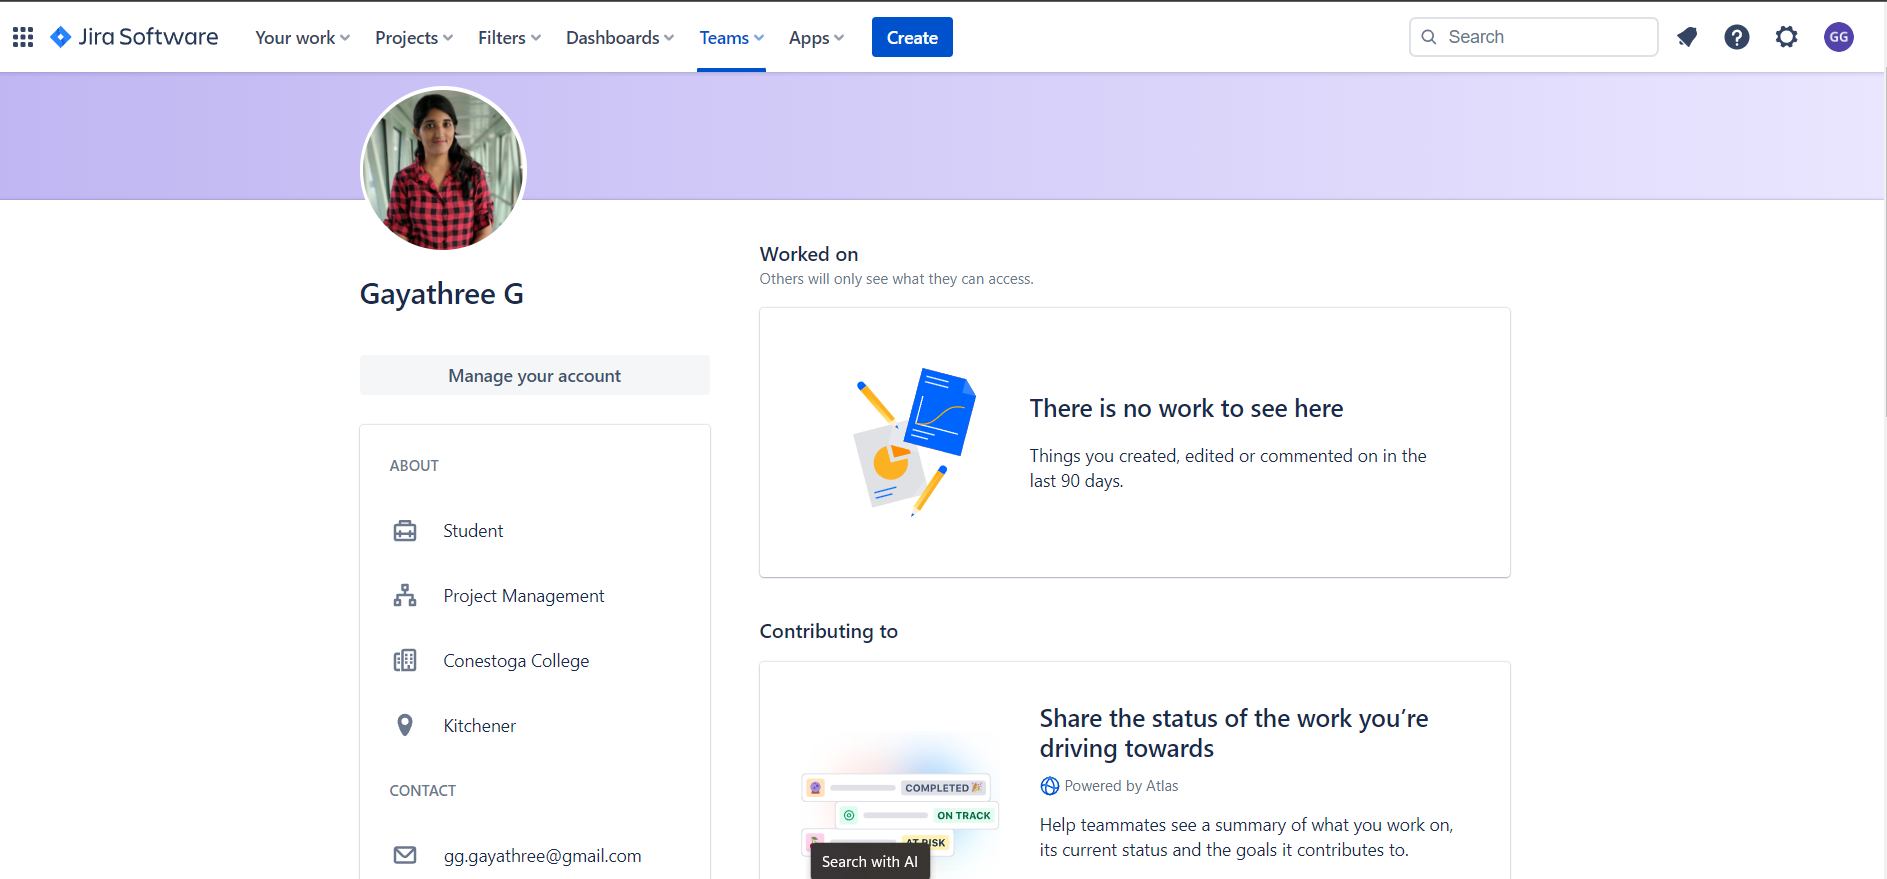 Jira Software
Your work
Projects
Filters
Dashboards
Teams
Apps
Create
Search
GG
Gayathree G
Manage your account
ABOUT
Student
Project Management
Conestoga College
Kitchener
CONTACT
gg.gayathree@gmail.com
Worked on
Others will only see what they can access.
There is no work to see here
Things you created, edited or commented on in the
last 90 days.
Contributing to
COMPLETED
ON TRACK
AT RISK
Search with AI
Share the status of the work you’re
driving towards
Powered by Atlas
Help teammates see a summary of what you work on,
its current status and the goals it contributes to.